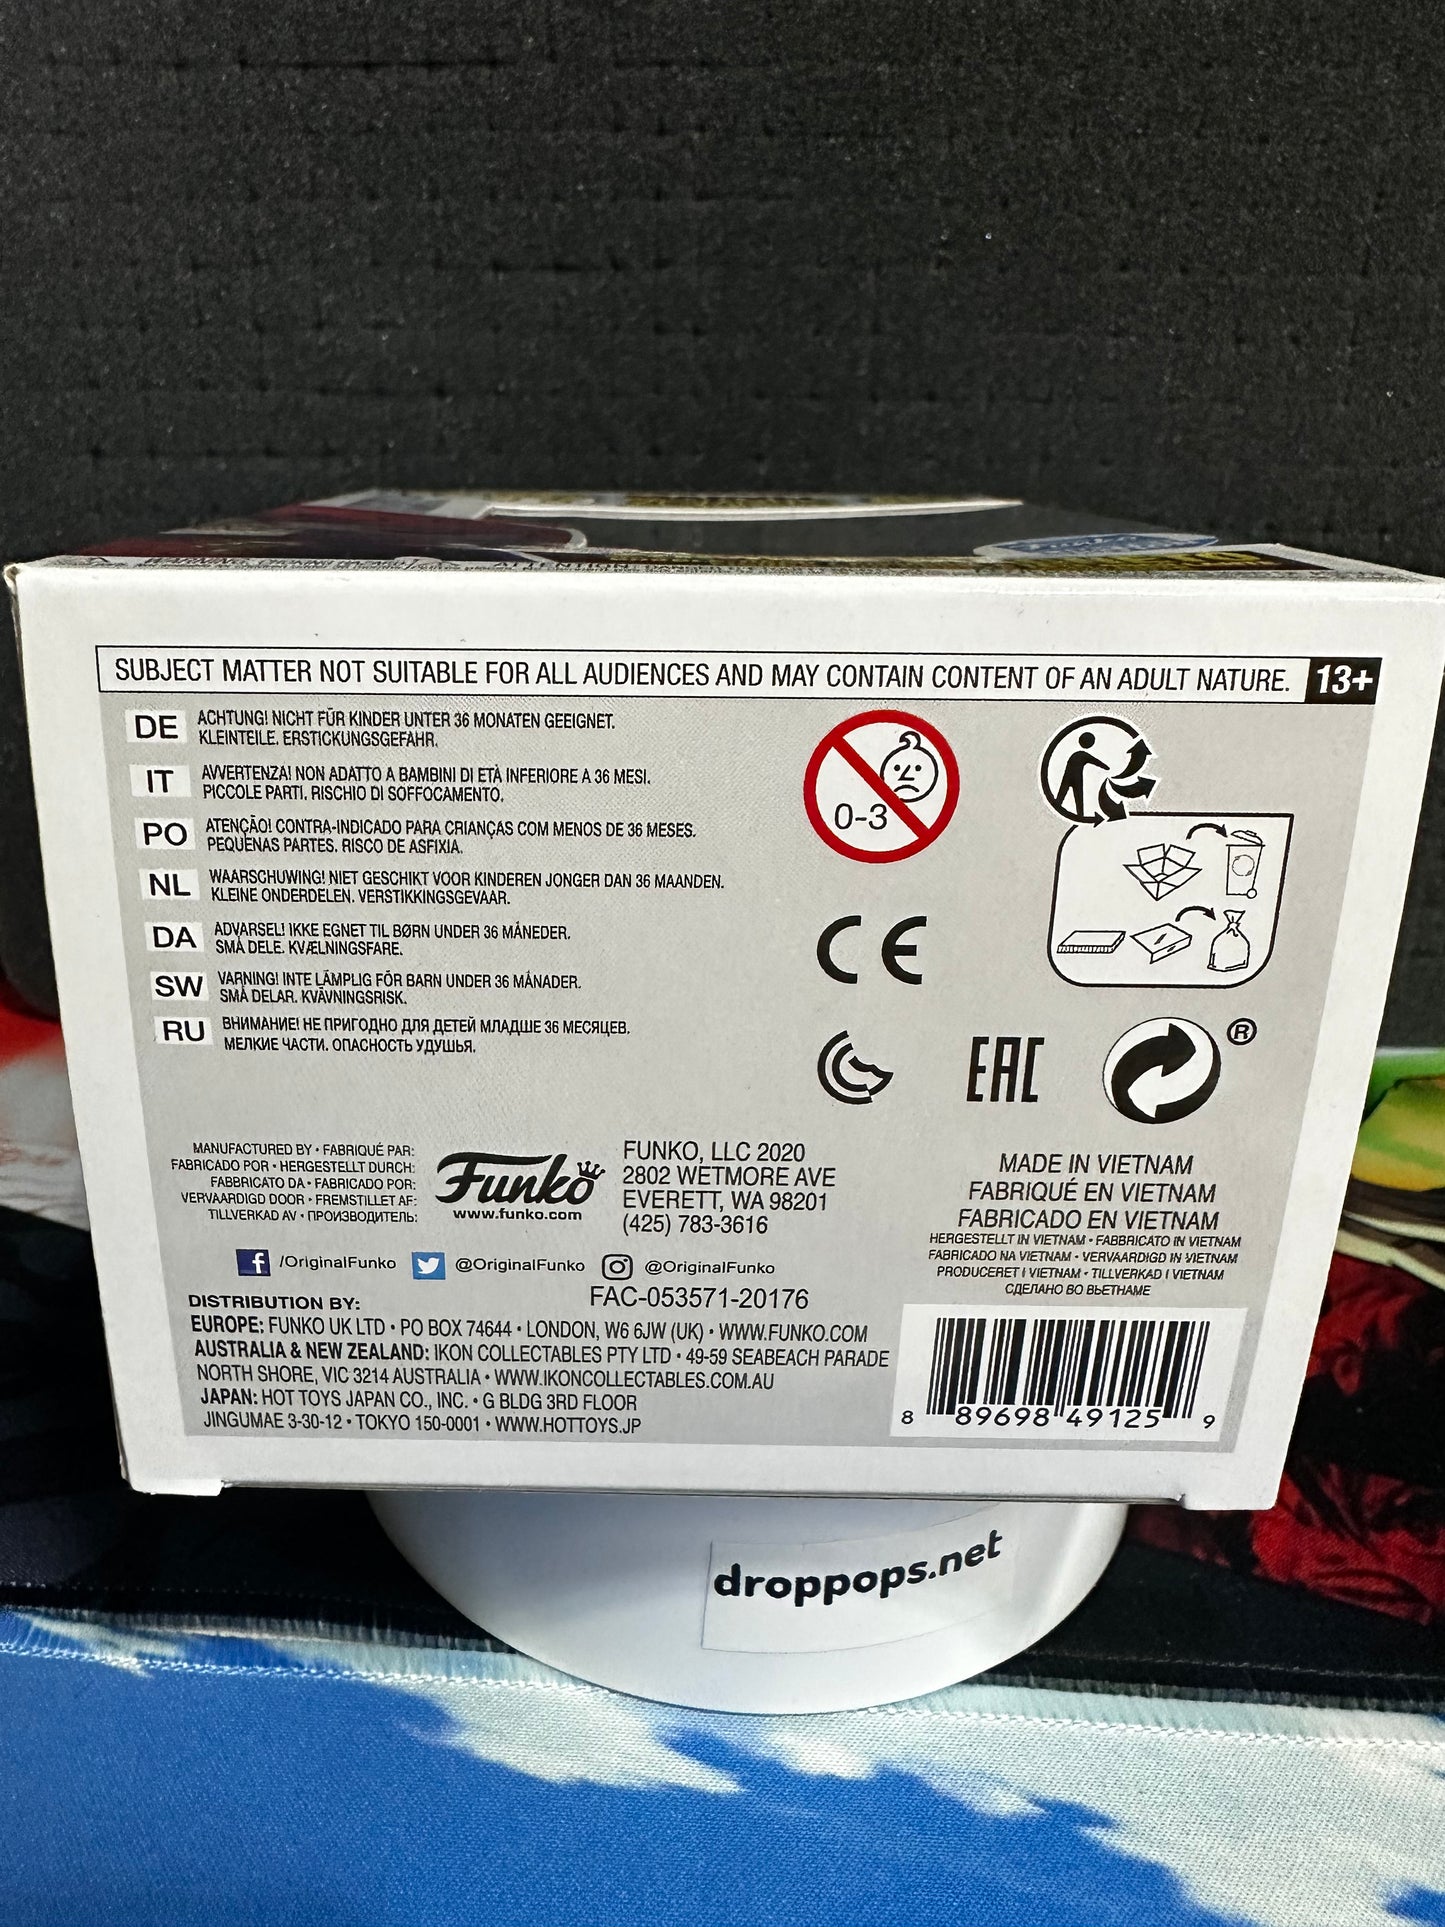 SUBJECT MATTER NOT SUITABLE FOR ALL AUDIENCES AND MAY CONTAIN CONTENT OF AN ADULT NATURE. 13+
DE ACHTUNG! NICHT FÜR KINDER UNTER 36 MONATEN GEEIGNET.
KLEINTEILE. ERSTICKUNGSGEFAHR.
IT AVVERTENZA! NON ADATTO A BAMBINI DI ETÀ INFERIORE A 36 MESI.
PICCOLE PARTI. RISCHIO DI SOFFOCAMENTO.
PO ATENÇÃO! CONTRA-INDICADO PARA CRIANÇAS COM MENOS DE 36 MESES.
PEQUENAS PARTES. RISCO DE ASFIXIA.
NL WAARSCHUWING! NIET GESCHIKT VOOR KINDEREN JONGER DAN 36 MAANDEN.
KLEINE ONDERDELEN. VERSTIKKINGSGEVAAR.
DA ADVARSEL! IKKE EGNET TIL BØRN UNDER 36 MÅNEDER.
SMÅ DELE. KVÆLNINGSFARE.
SW VARNING! INTE LÄMPLIG FÖR BARN UNDER 36 MÅNADER.
SMÅ DELAR. KVÄVNINGSRISK.
RU ВНИМАНИЕ! НЕ ПРИГОДНО ДЛЯ ДЕТЕЙ МЛАДШЕ 36 МЕСЯЦЕВ.
МЕЛКИЕ ЧАСТИ. ОПАСНОСТЬ УДУШЬЯ.
0-3
CE
EAC
®
MANUFACTURED BY • FABRIQUÉ PAR:
FABRICADO POR • HERGESTELLT DURCH:
FABBRICATO DA • FABRICADO POR:
VERVAARDIGD DOOR • FREMSTILLET AF:
TILLVERKAD AV • ПРОИЗВОДИТЕЛЬ:
Funko
www.funko.com
FUNKO, LLC 2020
2802 WETMORE AVE
EVERETT, WA 98201
(425) 783-3616
MADE IN VIETNAM
FABRIQUÉ EN VIETNAM
FABRICADO EN VIETNAM
HERGESTELLT IN VIETNAM • FABBRICATO IN VIETNAM
FABRICADO NA VIETNAM • VERVAARDIGD IN VIETNAM
PRODUCERET I VIETNAM • TILLVERKAD I VIETNAM
СДЕЛАНО ВО ВЬЕТНАМЕ
f /OriginalFunko @OriginalFunko @OriginalFunko
FAC-053571-20176
DISTRIBUTION BY:
EUROPE: FUNKO UK LTD • PO BOX 74644 • LONDON, W6 6JW (UK) • WWW.FUNKO.COM
AUSTRALIA & NEW ZEALAND: IKON COLLECTABLES PTY LTD • 49-59 SEABEACH PARADE
NORTH SHORE, VIC 3214 AUSTRALIA • WWW.IKONCOLLECTABLES.COM.AU
JAPAN: HOT TOYS JAPAN CO., INC. • G BLDG 3RD FLOOR
JINGUMAE 3-30-12 • TOKYO 150-0001 • WWW.HOTTOYS.JP
8 89698 49125 9
droppops.net